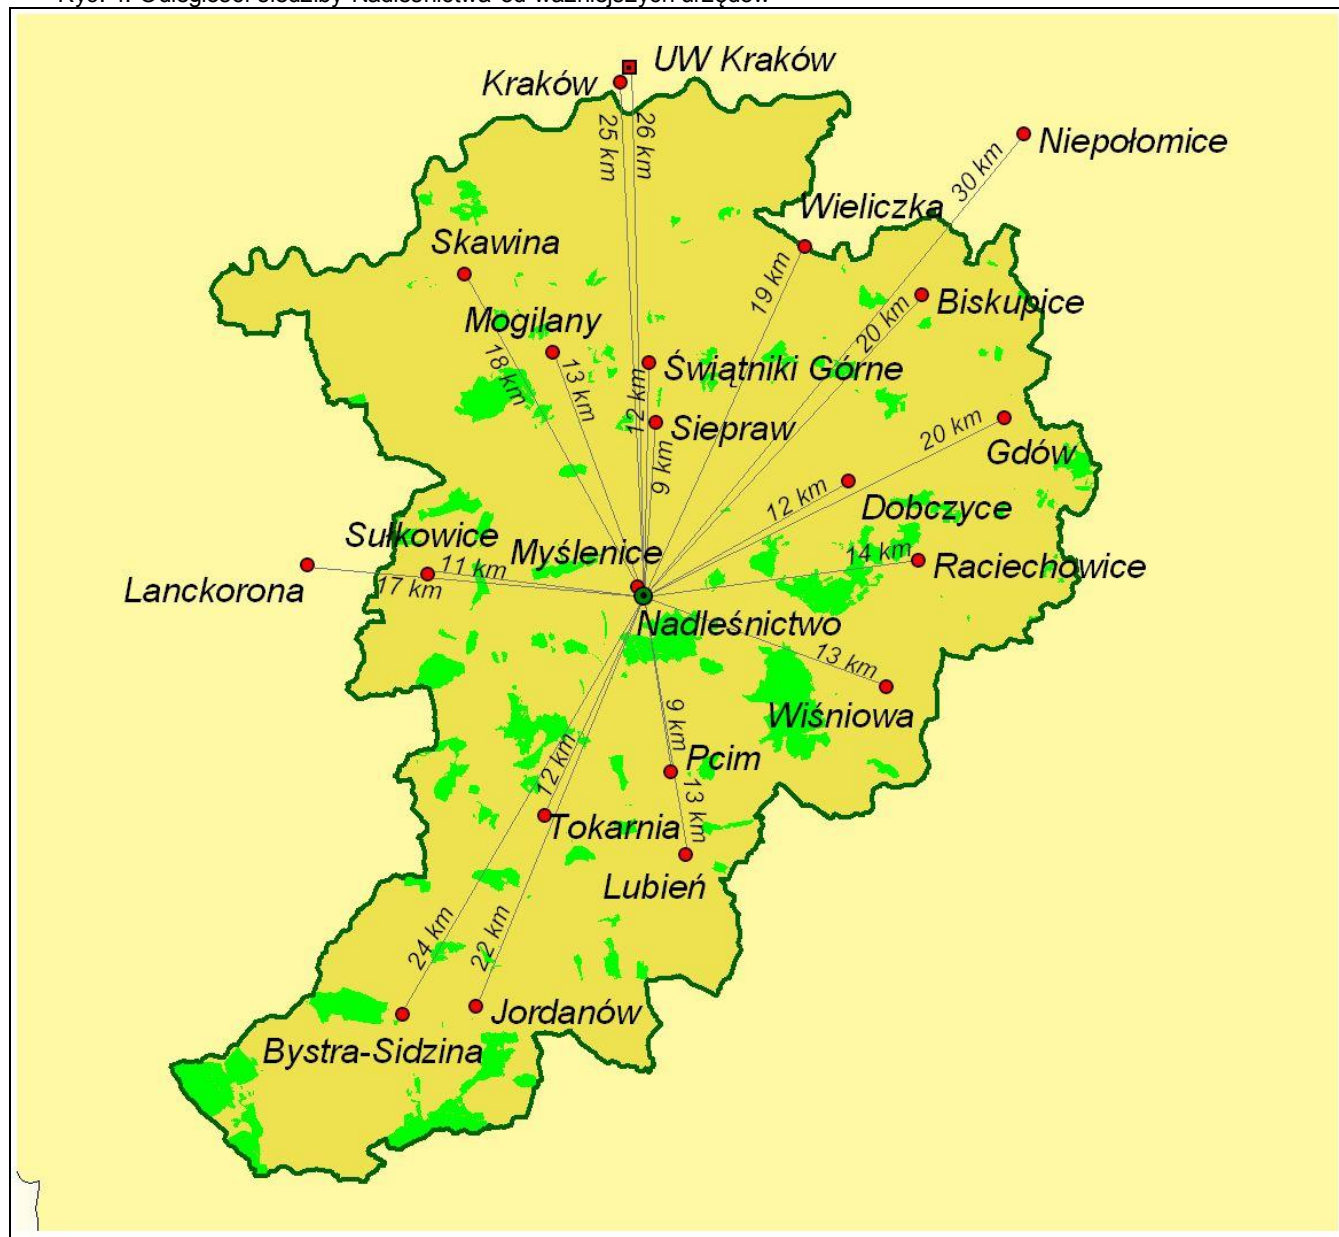 UW Kraków
Kraków
25 km
26 km
Niepołomice
30 km
Wieliczka
Skawina
19 km
Biskupice
20 km
Mogilany
18 km
13 km
Świątniki Górne
12 km
Siepraw
9 km
20 km
Gdów
12 km
Dobczyce
Sułkowice
Myślenice
11 km
17 km
Lanckorona
14 km
Raciechowice
Nadleśnictwo
13 km
Wiśniowa
9 km
Pcim
13 km
12 km
Tokarnia
Lubień
24 km
22 km
Jordanów
Bystra-Sidzina